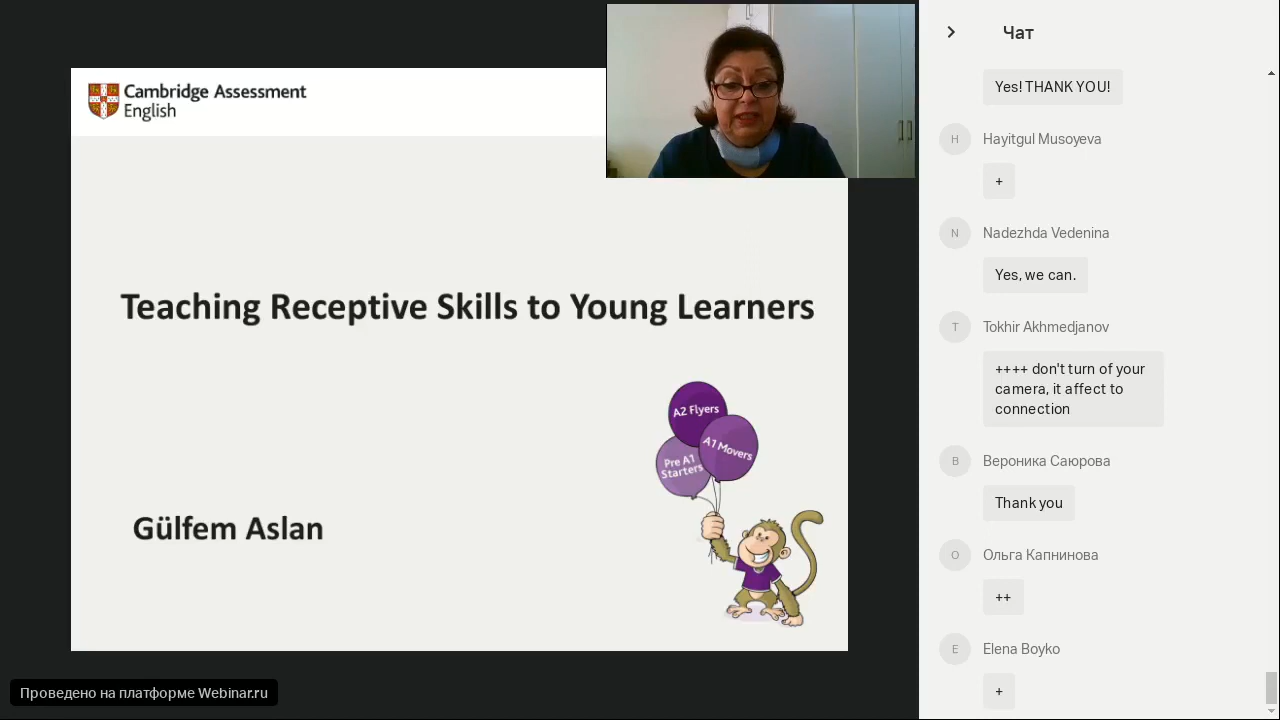 Cambridge Assessment
English
Teaching Receptive Skills to Young Learners
A2 Flyers
A1 Movers
Pre A1
Starters
Gülfem Aslan
Проведено на платформе Webinar.ru
Чат
Yes! THANK YOU!
H
Hayitgul Musoyeva
+
N
Nadezhda Vedenina
Yes, we can.
T
Tokhir Akhmedjanov
++++ don't turn of your
camera, it affect to
connection
В
Вероника Саюрова
Thank you
О
Ольга Капнинова
++
E
Elena Boyko
+